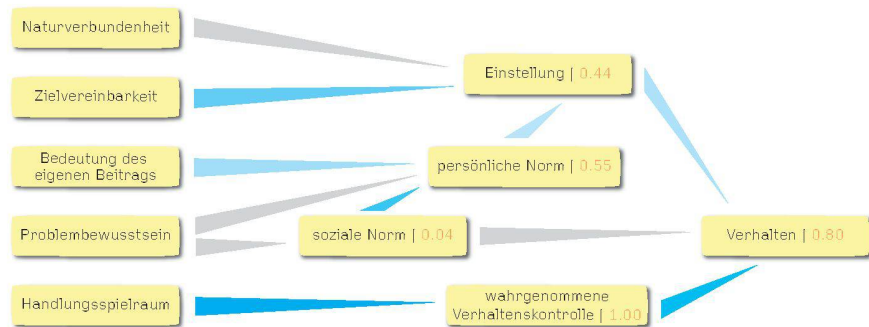 Naturverbundenheit
Einstellung | 0.44
Zielvereinbarkeit
Bedeutung des
eigenen Beitrags
persönliche Norm | 0.55
Problembewusstsein
soziale Norm | 0.04
Verhalten | 0.80
Handlungsspielraum
wahrgenommene
Verhaltenskontrolle | 1.00